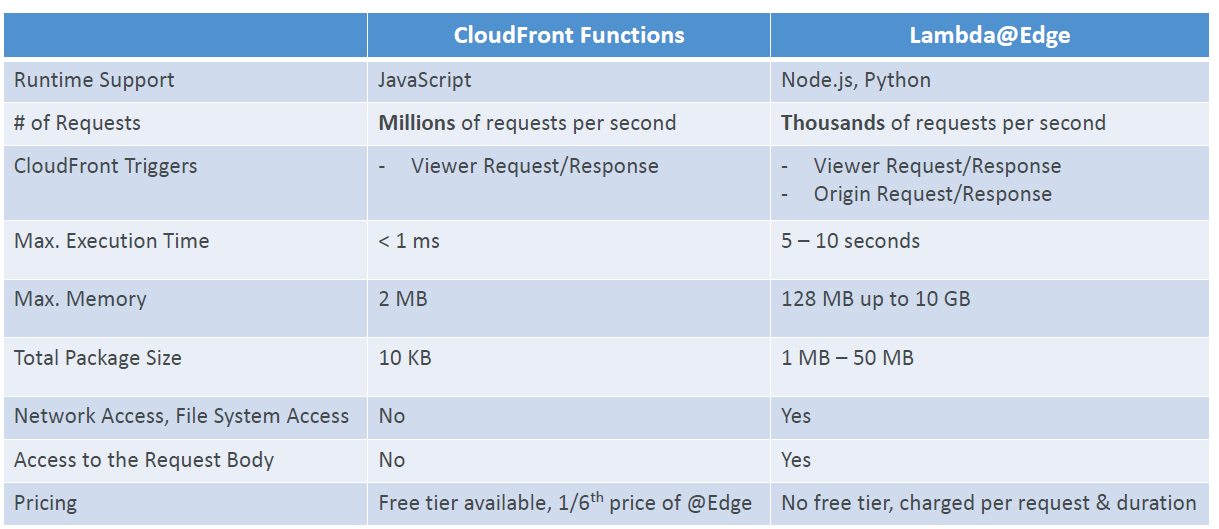 CloudFront Functions Lambda@Edge
Runtime Support JavaScript Node.js, Python
# of Requests Millions of requests per second Thousands of requests per second
CloudFront Triggers - Viewer Request/Response - Viewer Request/Response
- Origin Request/Response
Max. Execution Time < 1 ms 5 – 10 seconds
Max. Memory 2 MB 128 MB up to 10 GB
Total Package Size 10 KB 1 MB – 50 MB
Network Access, File System Access No Yes
Access to the Request Body No Yes
Pricing Free tier available, 1/6th price of @Edge No free tier, charged per request & duration